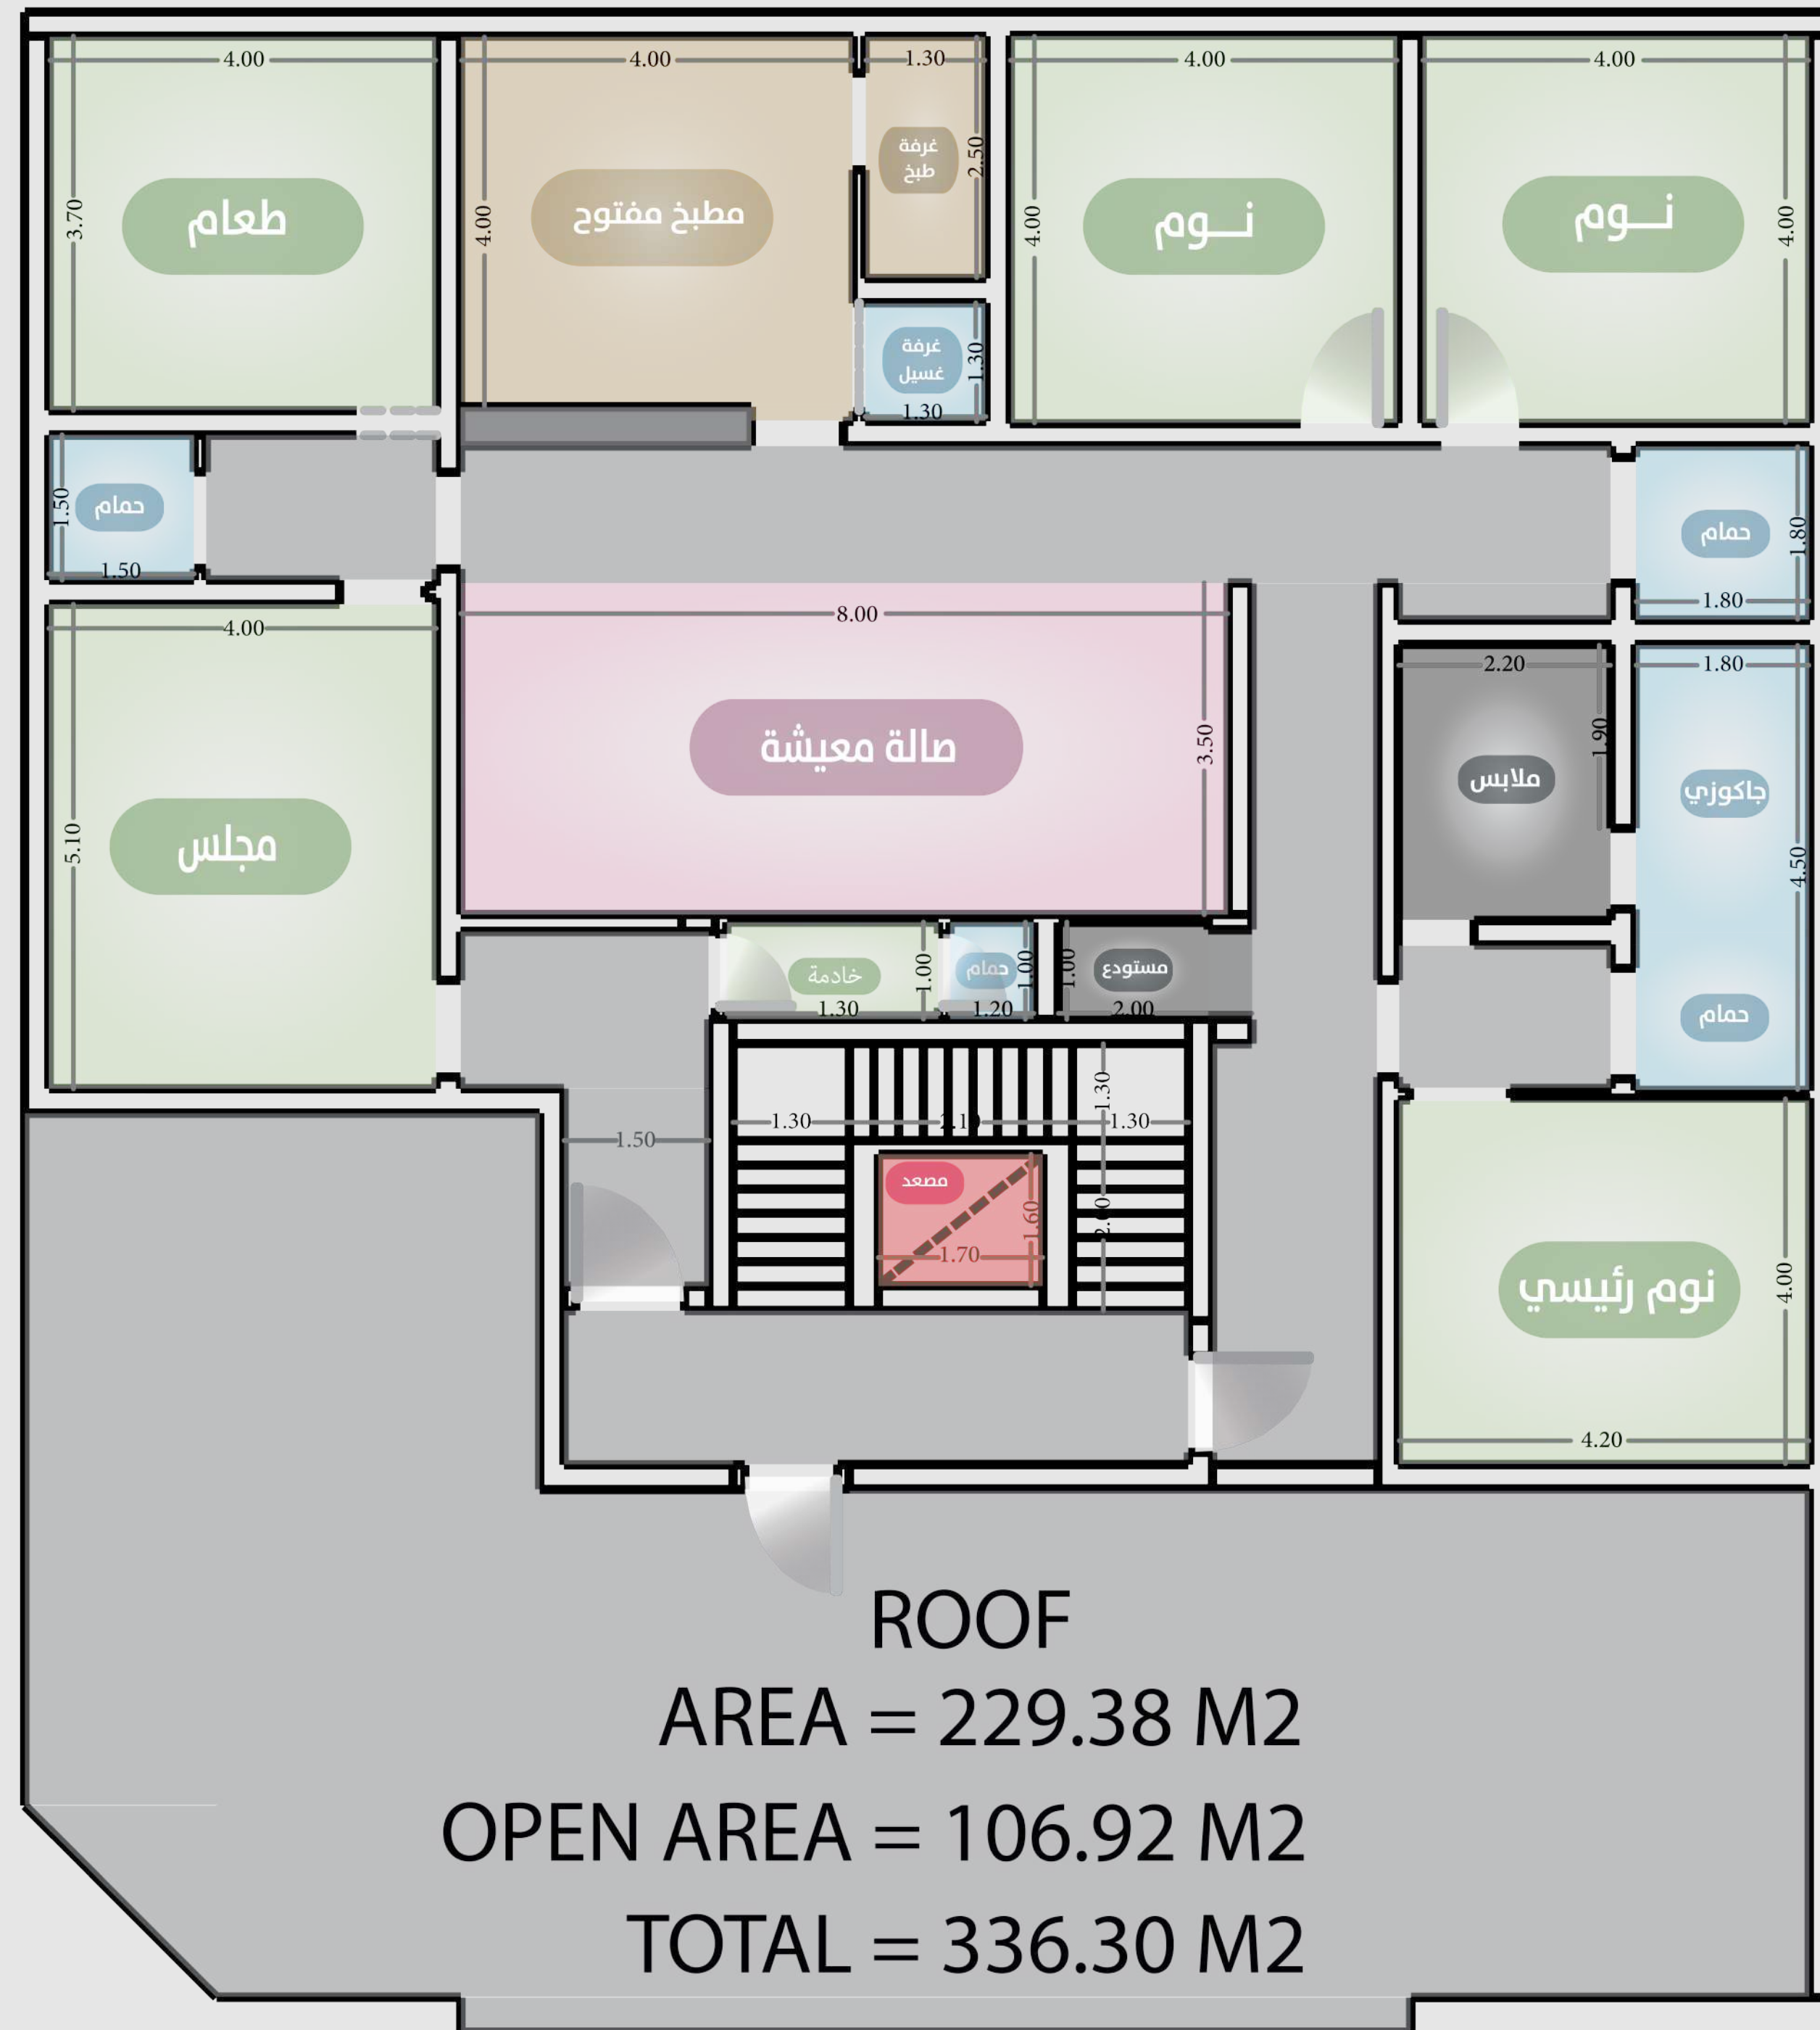 4.00
4.00
1.30
4.00
4.00
3.70
4.00
2.50
4.00
4.00
طعام
مطبخ مفتوح
غرفة
طبخ
نــوم
نــوم
غرفة
غسيل
1.30
1.30
1.50
حمام
1.50
حمام
1.80
1.80
4.00
8.00
2.20
1.80
5.10
مجلس
صالة معيشة
3.50
ملابس
1.90
جاكوزي
4.50
خادمة
1.00
1.30
حمام
1.00
1.20
1.00
مستودع
2.00
حمام
1.50
1.30
2.10
1.30
1.30
2.00
مصعد
1.60
1.70
نوم رئيسي
4.00
4.20
ROOF
AREA = 229.38 M2
OPEN AREA = 106.92 M2
TOTAL = 336.30 M2